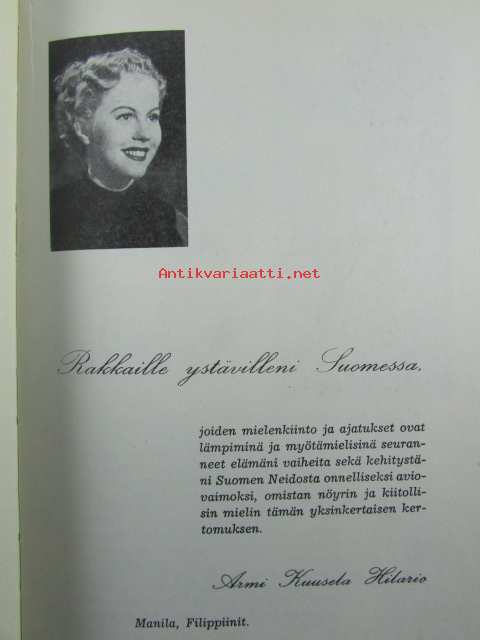 Antikvariaatti.net
Rakkaille ystävilleni Suomessa,
joiden mielenkiinto ja ajatukset ovat
lämpiminä ja myötämielisinä seuran-
neet elämäni vaiheita sekä kehitystä-
ni Suomen Neidosta onnelliseksi avio-
vaimoksi, omistan nöyrin ja kiitolli-
sin mielin tämän yksinkertaisen ker-
tomuksen.
Armi Kuusela Hilario
Manila, Filippiinit.